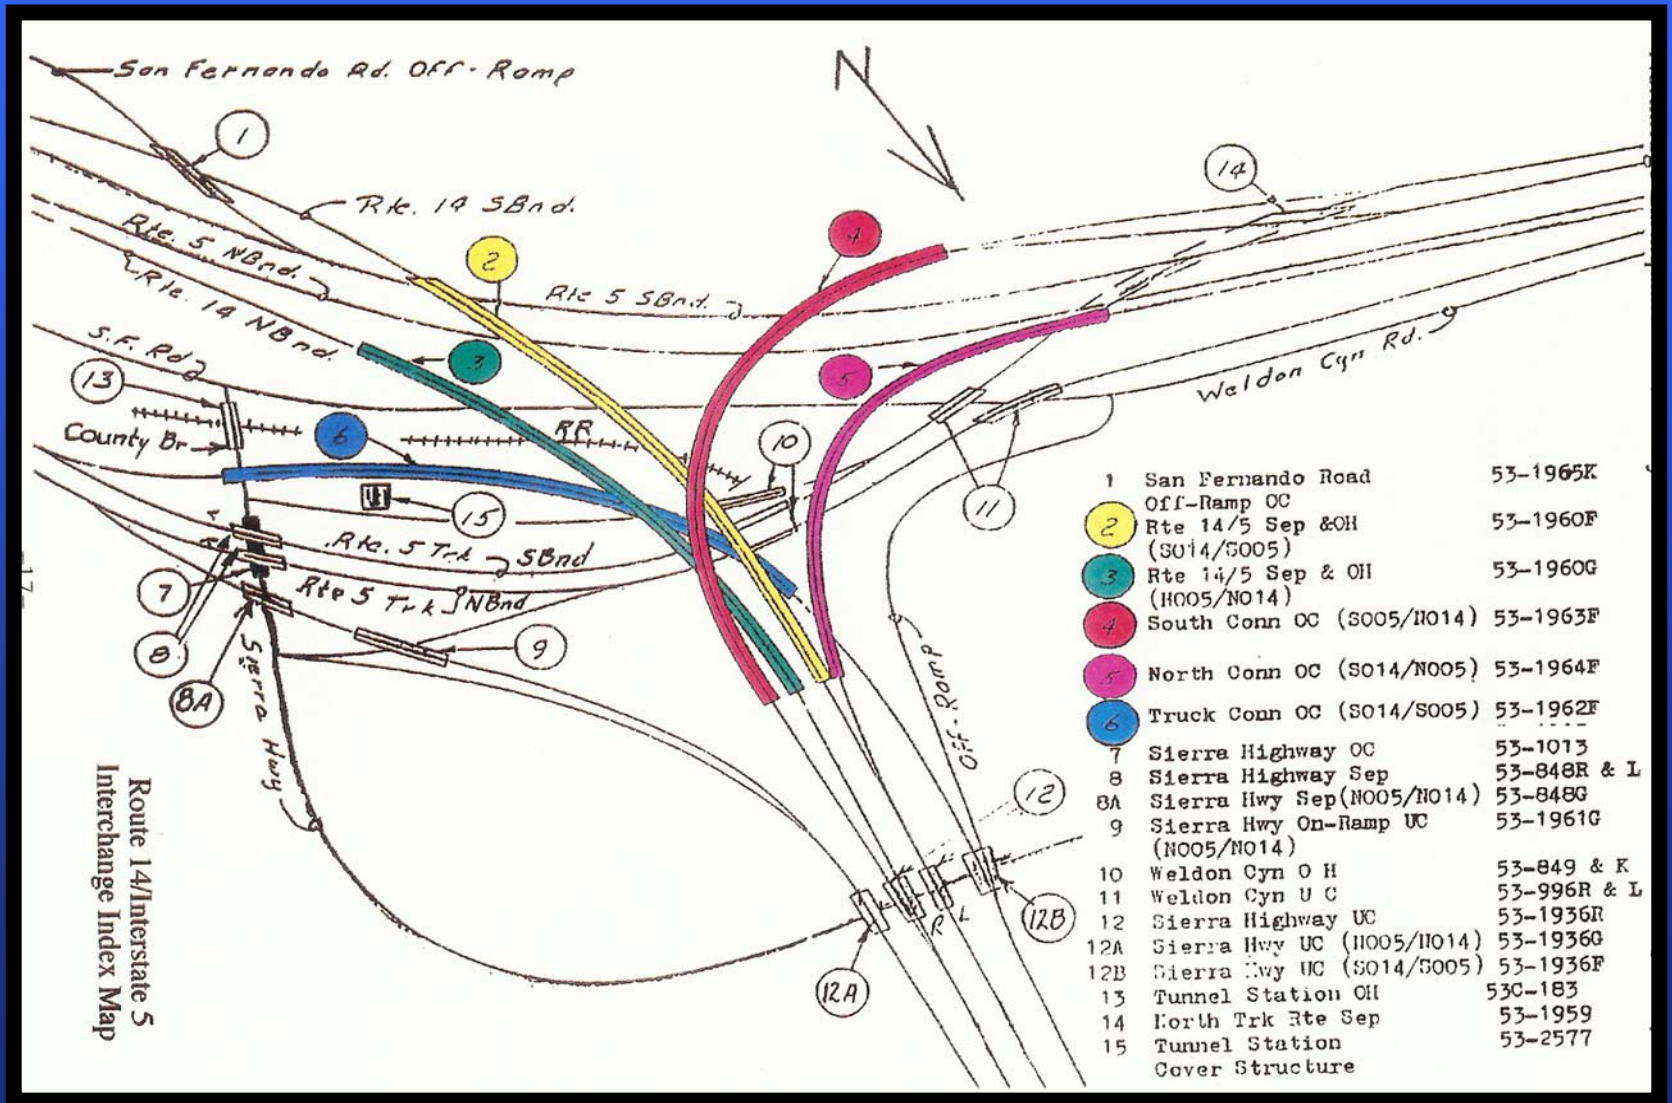 San Fernando Rd. Off-Ramp
N
1
14
Rte. 14 SBnd.
4
2
Rte. 5 NBnd.
Rte 5 SBnd.
Rte. 14 NBnd.
S.F. Rd
3
5
13
Weldon Cyn Rd.
6
RR
10
County Br
15
11
Rte. 5 Trk SBnd
7
Rte 5 Trk NBnd
8
9
8A
Sierra Hwy
Off-Ramp
12
R L
12B
12A
Route 14/Interstate 5
Interchange Index Map
1 San Fernando Road 53-1965K
Off-Ramp OC
2 Rte 14/5 Sep &OH 53-1960F
(S014/S005)
3 Rte 14/5 Sep & OH 53-1960G
(N005/N014)
4 South Conn OC (S005/N014) 53-1963F
5 North Conn OC (S014/N005) 53-1964F
6 Truck Conn OC (S014/S005) 53-1962F
7 Sierra Highway OC 53-1013
8 Sierra Highway Sep 53-848R & L
8A Sierra Hwy Sep(N005/N014) 53-848G
9 Sierra Hwy On-Ramp UC 53-1961G
(N005/N014)
10 Weldon Cyn O H 53-849 & K
11 Weldon Cyn U C 53-996R & L
12 Sierra Highway UC 53-1936R
12A Sierra Hwy UC (N005/N014) 53-1936G
12B Sierra Hwy UC (S014/S005) 53-1936F
13 Tunnel Station OH 53C-183
14 North Trk Rte Sep 53-1959
15 Tunnel Station 53-2577
Cover Structure